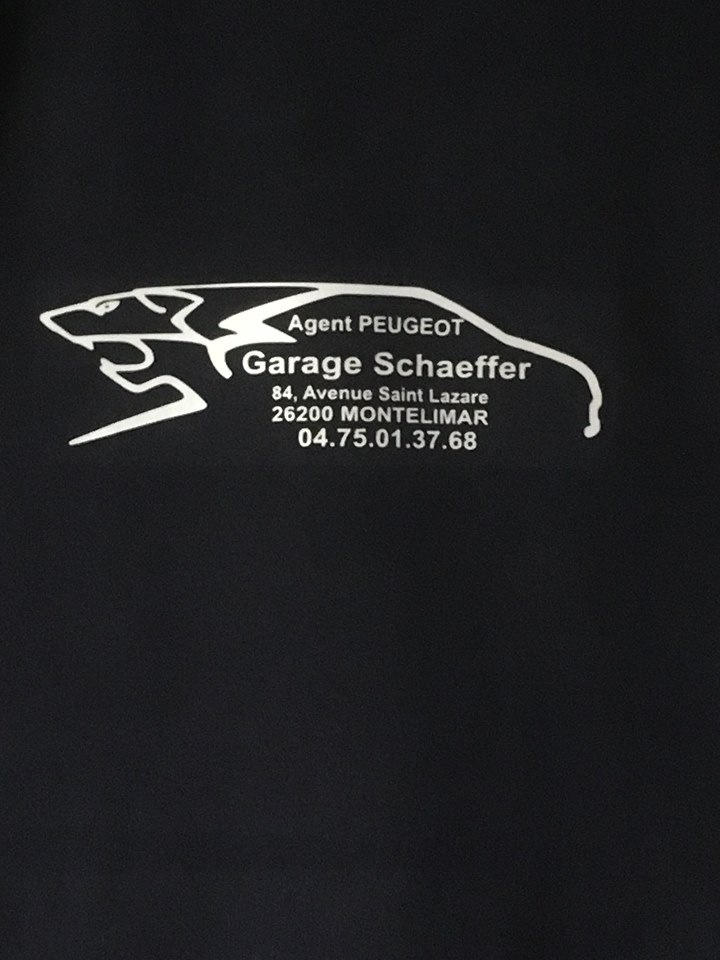 Agent PEUGEOT
Garage Schaeffer
84, Avenue Saint Lazare
26200 MONTELIMAR
04.75.01.37.68